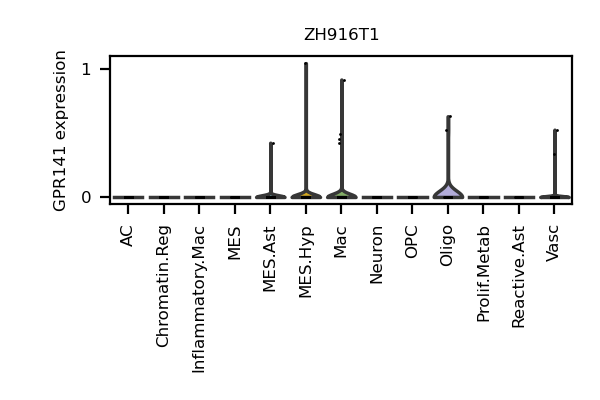 ZH916T1
GPR141 expression
1
0
AC
Chromatin.Reg
Inflammatory.Mac
MES
MES.Ast
MES.Hyp
Mac
Neuron
OPC
Oligo
Prolif.Metab
Reactive.Ast
Vasc